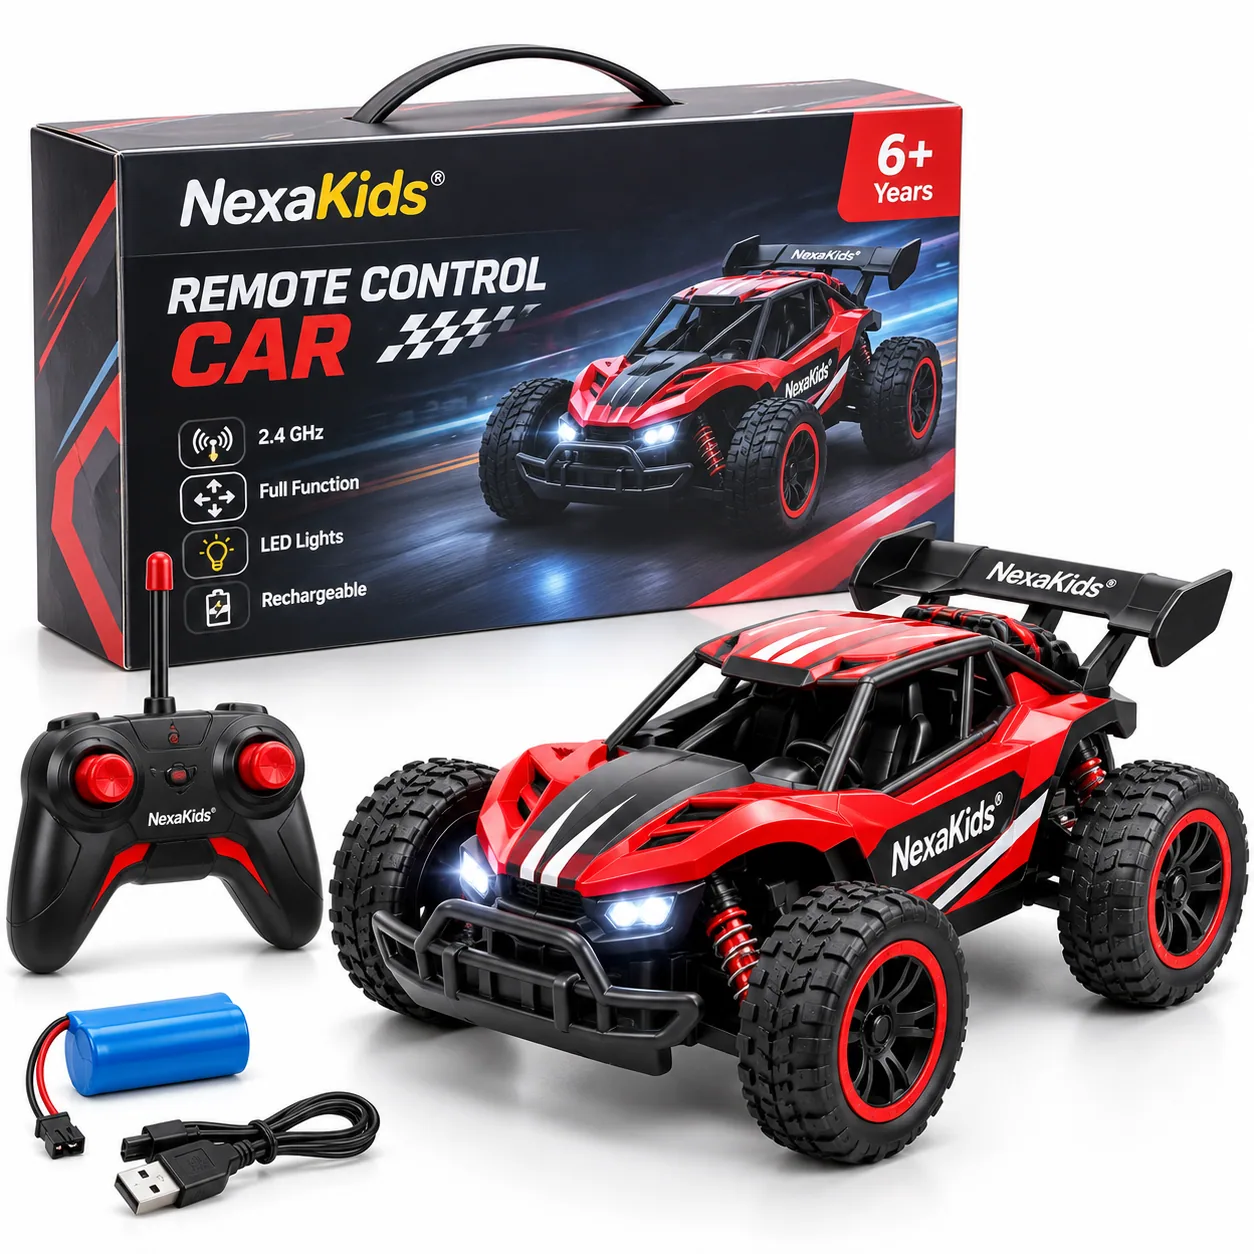 6+
Years
NexaKids®
REMOTE CONTROL
CAR
2.4 GHz
Full Function
LED Lights
Rechargeable
NexaKids®
NexaKids®
NexaKids®
NexaKids®
NexaKids®